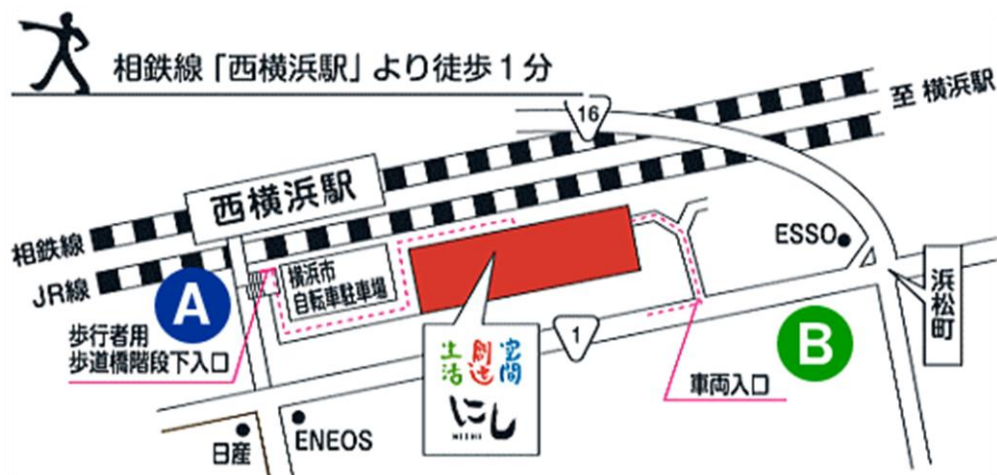 相鉄線「西横浜駅」より徒歩1分
16
至 横浜駅
西横浜駅
相鉄線
JR線
ESSO
浜松町
横浜市
自転車駐車場
A
歩行者用
歩道橋階段下入口
1
B
車両入口
生活
創造
空間
にし
NISHI
日産
ENEOS